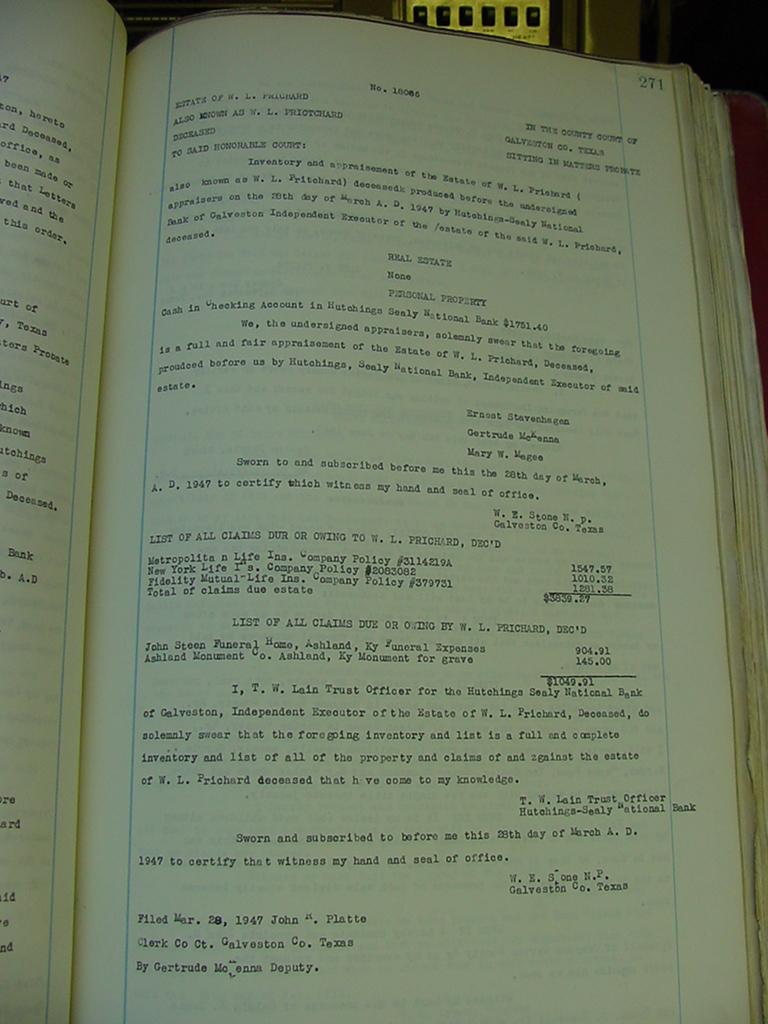 271
No. 18086
ESTATE OF W. L. PRICHARD
ALSO KNOWN AS W. L. PRIOTCHARD
DECEASED
TO SAID HONORABLE COURT:
IN THE COUNTY COURT OF
GALVESTON CO. TEXAS
SITTING IN MATTERS PROBATE
Inventory and appraisement of the Estate of W. L. Prichard (
also known as W. L. Pritchard) deceasedk produced before the undersigned
appraisers on the 28th day of March A. D. 1947 by Hutchings-Sealy National
Bank of Galveston Independent Executor of the /estate of the said W. L. Prichard,
deceased.
REAL ESTATE
None
PERSONAL PROPERTY
Cash in Checking Account in Hutchings Sealy National Bank $1751.40
We, the undersigned appraisers, solemnly swear that the foregoing
is a full and fair appraisement of the Estate of W. L. Prichard, Deceased,
proudced before us by Hutchings, Sealy National Bank, Independent Executor of said
estate.
Ernest Stavenhagen
Gertrude McKenna
Mary W. Magee
Sworn to and subscribed before me this the 28th day of March,
A. D. 1947 to certify which witness my hand and seal of office.
W. E. Stone N. p.
Galveston Co. Texas
LIST OF ALL CLAIMS DUR OR OWING TO W. L. PRICHARD, DEC'D
Metropolita n Life Ins. Company Policy #3114219A 1547.57
New York Life I's. Company Policy #2083082 1010.32
Fidelity Mutual-Life Ins. Company Policy #379731 1281.38
Total of claims due estate $3839.27
LIST OF ALL CLAIMS DUE OR OWING BY W. L. PRICHARD, DEC'D
John Steen Funeral Home, Ashland, Ky Funeral Expenses 904.91
Ashland Monument Co. Ashland, Ky Monument for grave 145.00
$1049.91
I, T. W. Lain Trust Officer for the Hutchings Sealy National Bank
of Galveston, Independent Executor of the Estate of W. L. Prichard, Deceased, do
solemnly swear that the foregoing inventory and list is a full and complete
inventory and list of all of the property and claims of and zgainst the estate
of W. L. Prichard deceased that h ve come to my knowledge.
T. W. Lain Trust Officer
Hutchings-Sealy National Bank
Sworn and subscribed to before me this 28th day of March A. D.
1947 to certify that witness my hand and seal of office.
W. E. Stone N.P.
Galveston Co. Texas
Filed Mar. 28, 1947 John R. Platte
Clerk Co Ct. Galveston Co. Texas
By Gertrude McKenna Deputy.